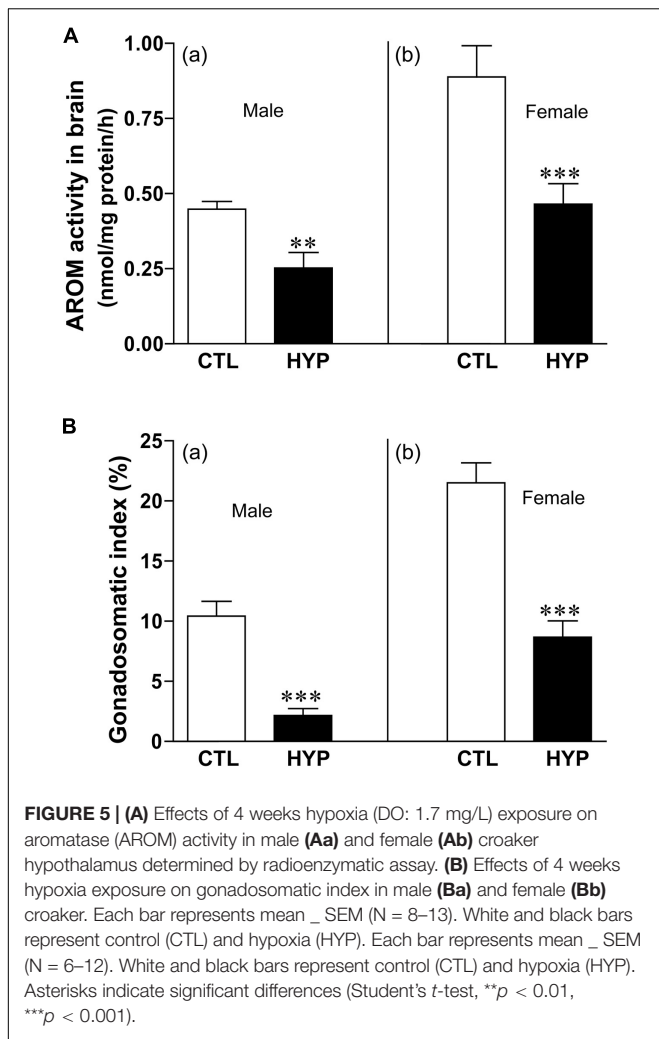 A
(a)
(b)
Male
Female
AROM activity in brain
(nmol/mg protein/h)
1.00
0.75
0.50
0.25
0.00
**
***
CTL
HYP
CTL
HYP
B
(a)
(b)
Male
Female
Gonadosomatic index (%)
25
20
15
10
5
0
***
***
CTL
HYP
CTL
HYP
FIGURE 5 | (A) Effects of 4 weeks hypoxia (DO: 1.7 mg/L) exposure on
aromatase (AROM) activity in male (Aa) and female (Ab) croaker
hypothalamus determined by radioenzymatic assay. (B) Effects of 4 weeks
hypoxia exposure on gonadosomatic index in male (Ba) and female (Bb)
croaker. Each bar represents mean _ SEM (N = 8–13). White and black bars
represent control (CTL) and hypoxia (HYP). Each bar represents mean _ SEM
(N = 6–12). White and black bars represent control (CTL) and hypoxia (HYP).
Asterisks indicate significant differences (Student's t-test, **p < 0.01,
***p < 0.001).